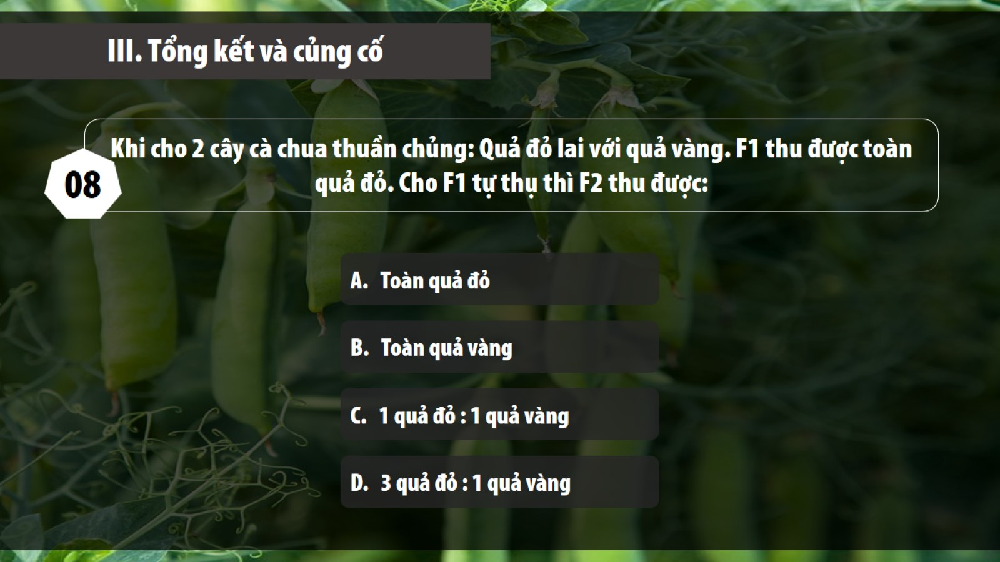 III. Tổng kết và củng cố
Khi cho 2 cây cà chua thuần chủng: Quả đỏ lai với quả vàng. F1 thu được toàn
quả đỏ. Cho F1 tự thụ thì F2 thu được:
08
A. Toàn quả đỏ
B. Toàn quả vàng
C. 1 quả đỏ : 1 quả vàng
D. 3 quả đỏ : 1 quả vàng